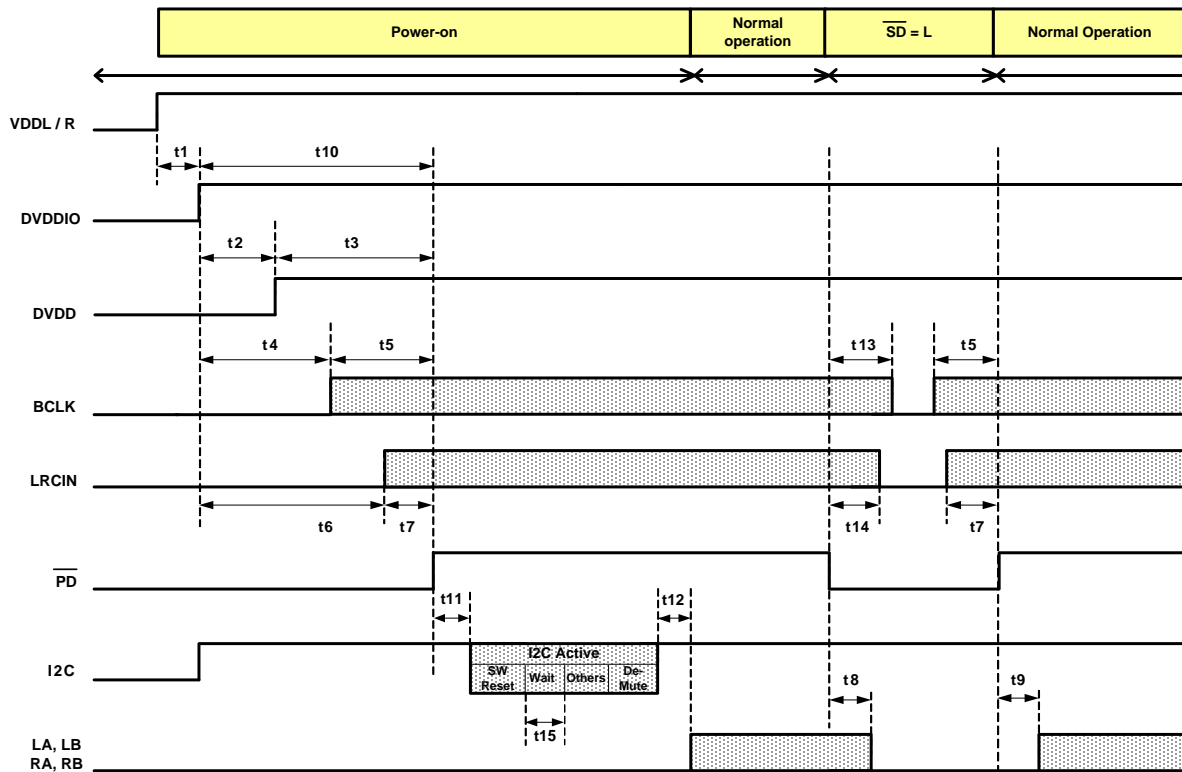 Power-on
Normal
operation
SD = L
Normal Operation
VDDL / R
t1
t10
DVDDIO
t2
t3
DVDD
t4
t5
t13
t5
BCLK
LRCIN
t6
t7
t14
t7
PD
t11
t12
I2C
I2C Active
SW
Reset
Wait
Others
De-
Mute
t15
t8
t9
LA, LB
RA, RB